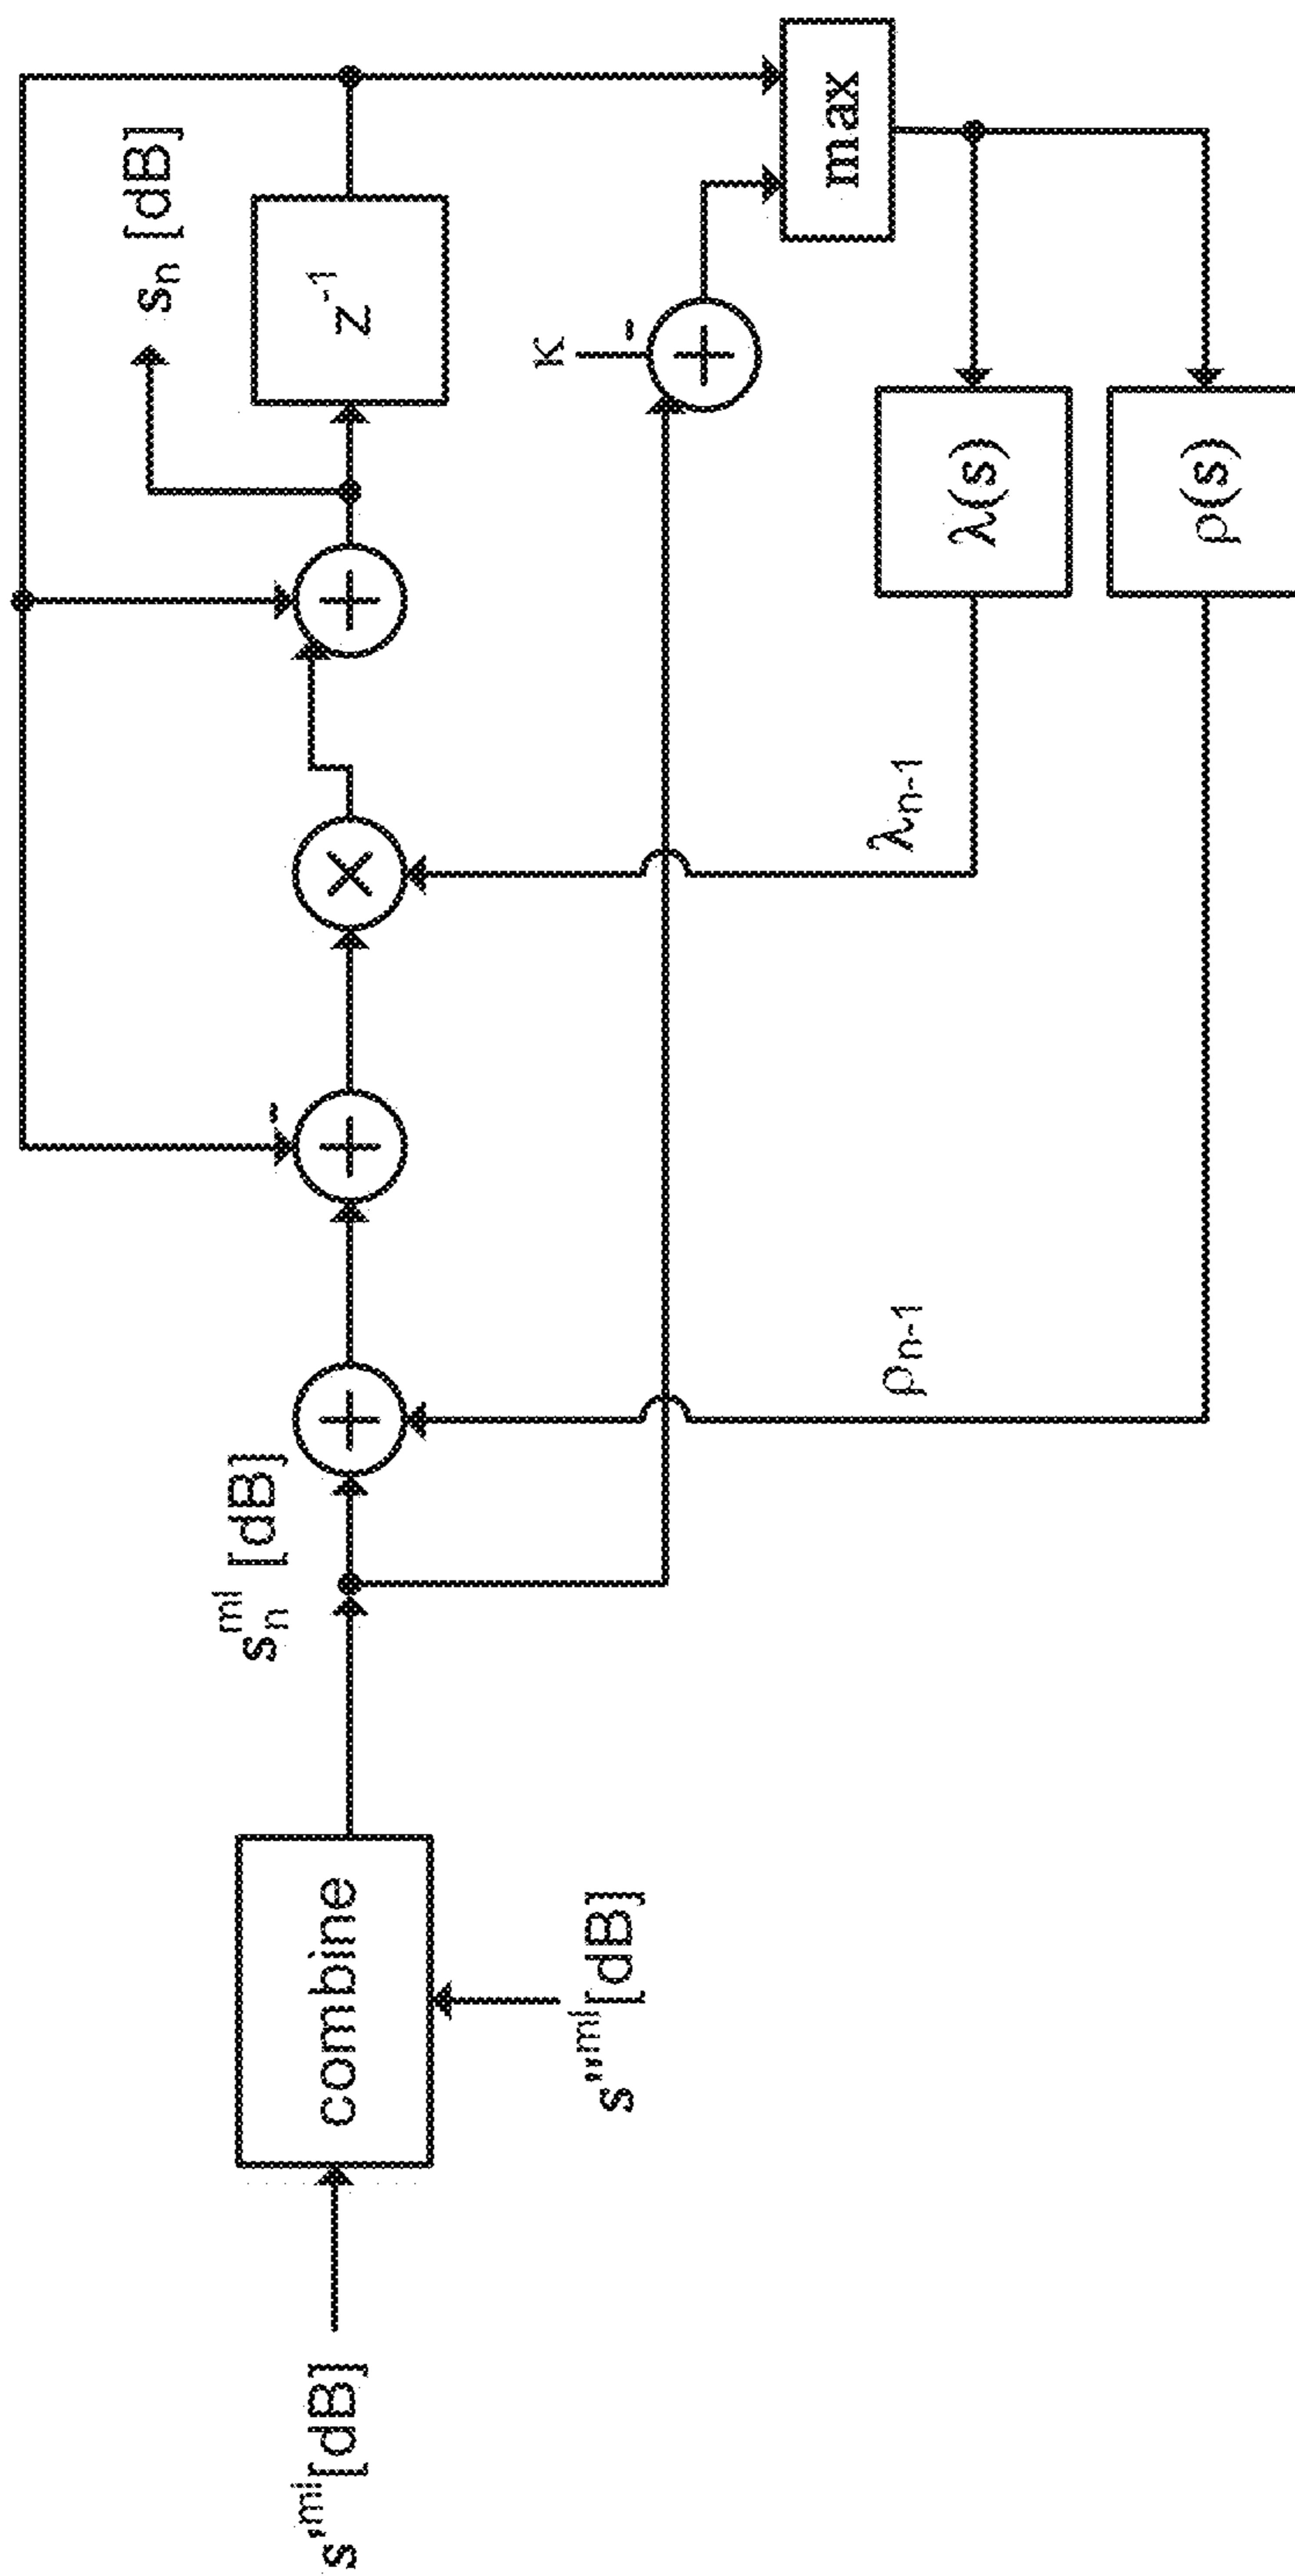 s'ᵐˡ[dB]
combine
s''ᵐˡ[dB]
sₙᵐˡ [dB]
+
ρₙ₋₁
+
-
×
λₙ₋₁
+
sₙ [dB]
z⁻¹
κ
-
+
max
λ(s)
ρ(s)